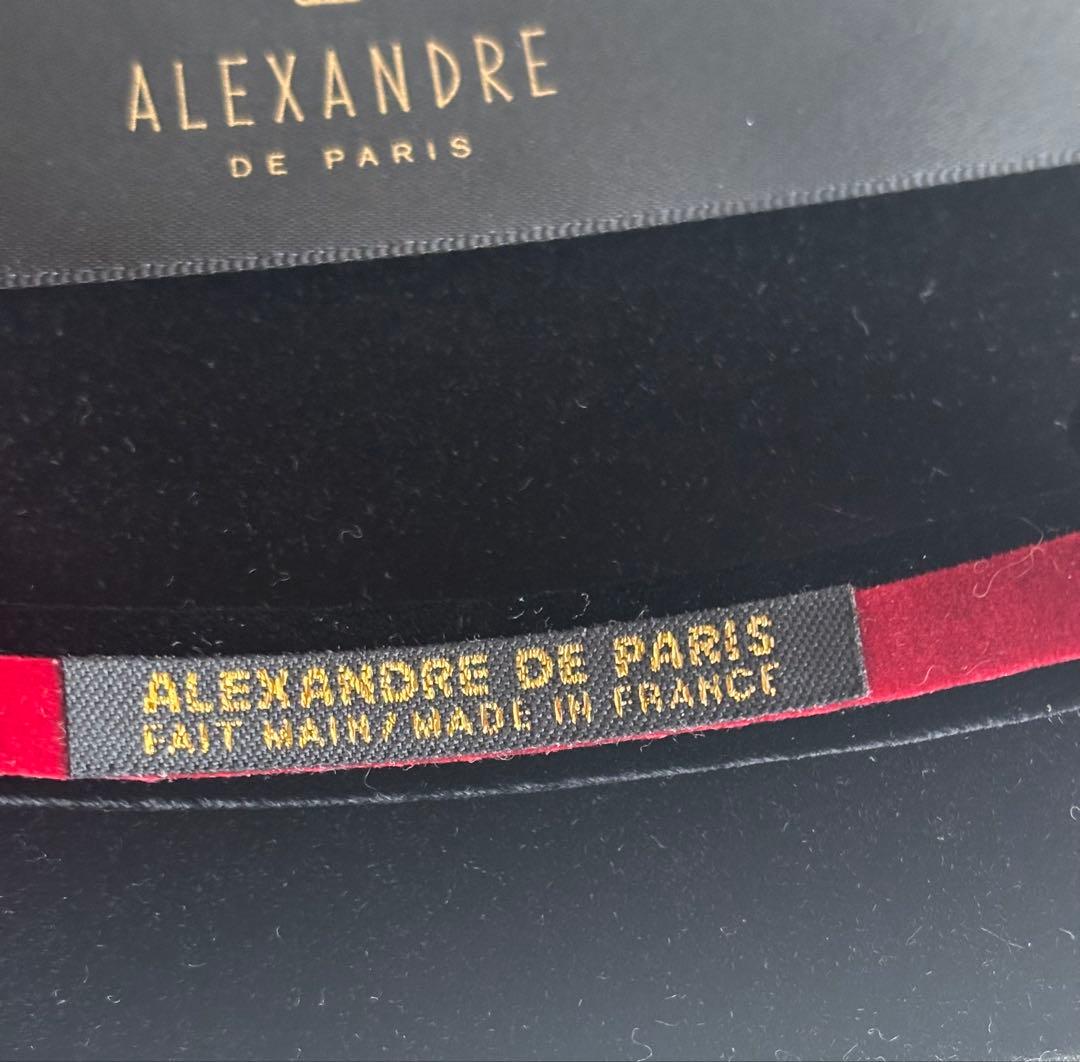 ALEXANDRE
DE PARIS
ALEXANDRE DE PARIS
FAIT MAIN/MADE IN FRANCE